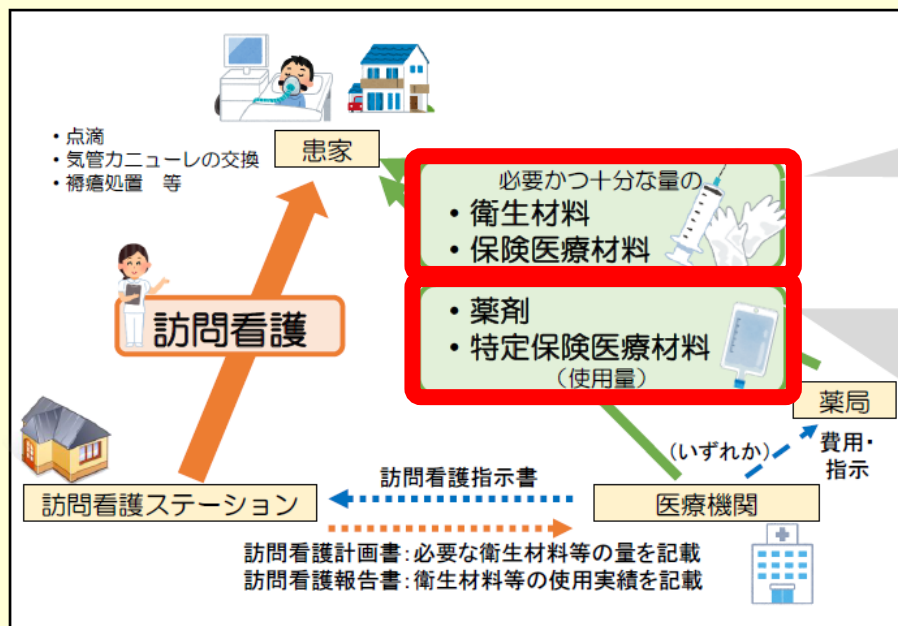 ・点滴
・気管カニューレの交換
・褥瘡処置　等
患家
必要かつ十分な量の
・衛生材料
・保険医療材料
訪問看護
・薬剤
・特定保険医療材料
（使用量）
薬局
（いずれか）
費用・
指示
訪問看護指示書
訪問看護ステーション
医療機関
訪問看護計画書：必要な衛生材料等の量を記載
訪問看護報告書：衛生材料等の使用実績を記載